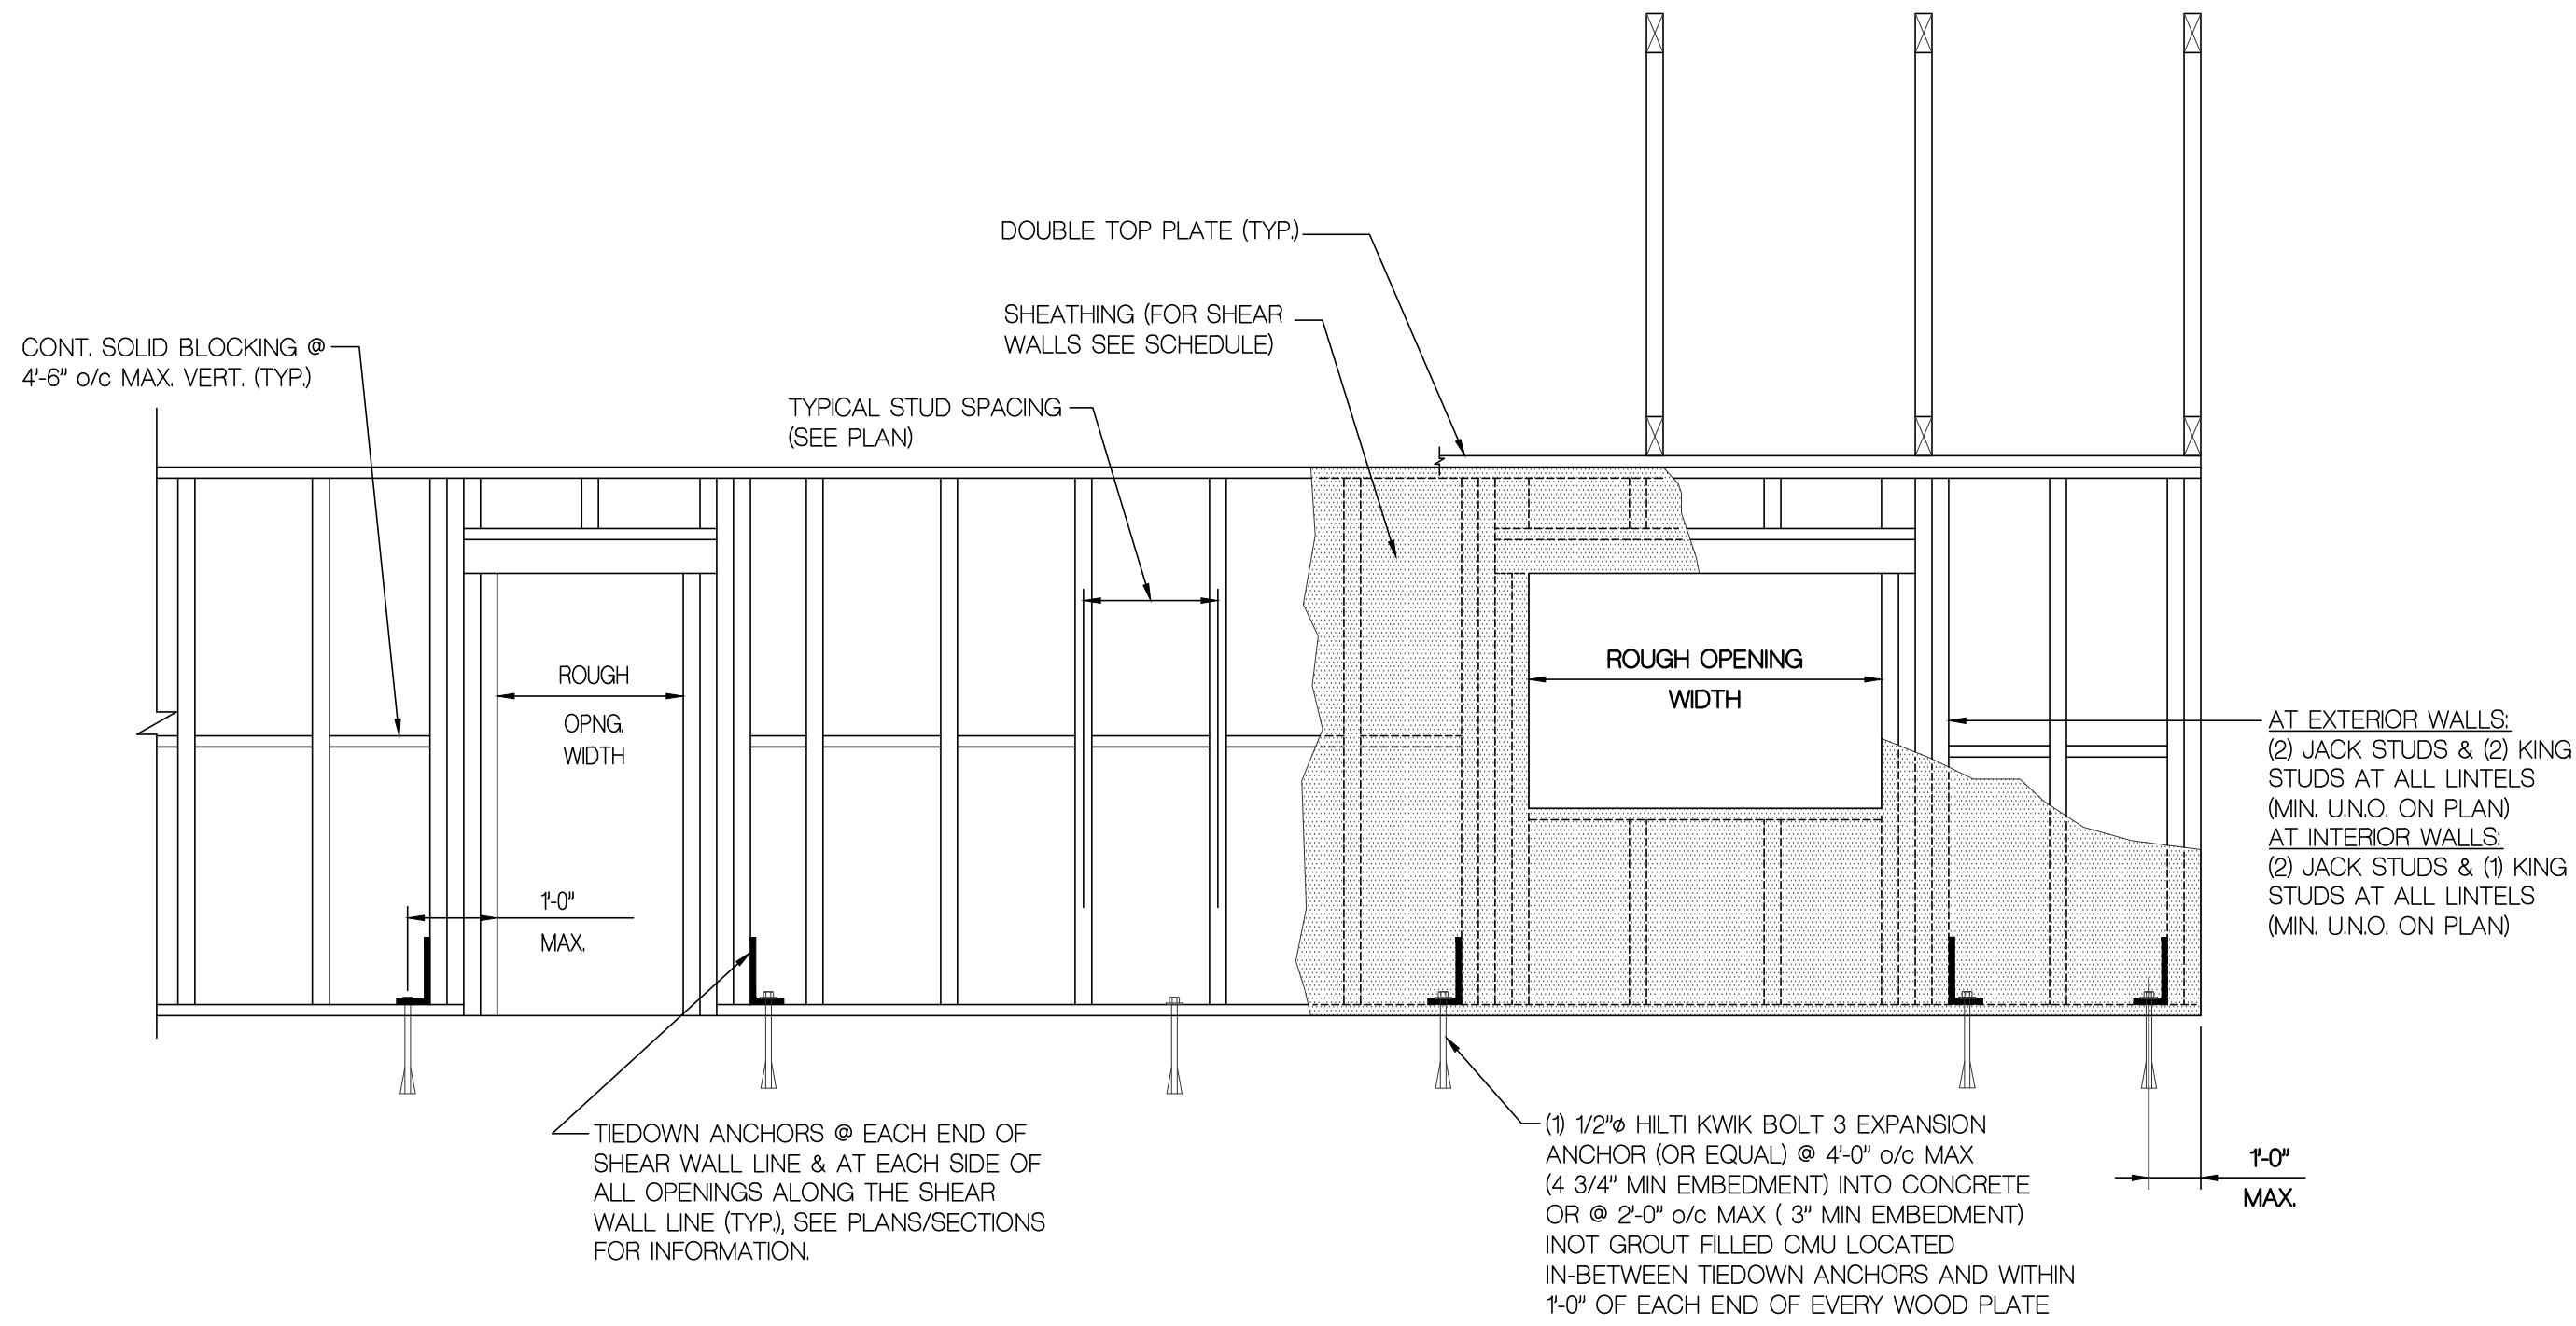 DOUBLE TOP PLATE (TYP.)
SHEATHING (FOR SHEAR
WALLS SEE SCHEDULE)
CONT. SOLID BLOCKING @
4'-6" o/c MAX. VERT. (TYP.)
TYPICAL STUD SPACING
(SEE PLAN)
ROUGH
OPNG.
WIDTH
ROUGH OPENING
WIDTH
AT EXTERIOR WALLS:
(2) JACK STUDS & (2) KING
STUDS AT ALL LINTELS
(MIN. U.N.O. ON PLAN)
AT INTERIOR WALLS:
(2) JACK STUDS & (1) KING
STUDS AT ALL LINTELS
(MIN. U.N.O. ON PLAN)
1'-0"
MAX.
TIEDOWN ANCHORS @ EACH END OF
SHEAR WALL LINE & AT EACH SIDE OF
ALL OPENINGS ALONG THE SHEAR
WALL LINE (TYP.), SEE PLANS/SECTIONS
FOR INFORMATION.
(1) 1/2"ø HILTI KWIK BOLT 3 EXPANSION
ANCHOR (OR EQUAL) @ 4'-0" o/c MAX
(4 3/4" MIN EMBEDMENT) INTO CONCRETE
OR @ 2'-0" o/c MAX ( 3" MIN EMBEDMENT)
INOT GROUT FILLED CMU LOCATED
IN-BETWEEN TIEDOWN ANCHORS AND WITHIN
1'-0" OF EACH END OF EVERY WOOD PLATE
1'-0"
MAX.